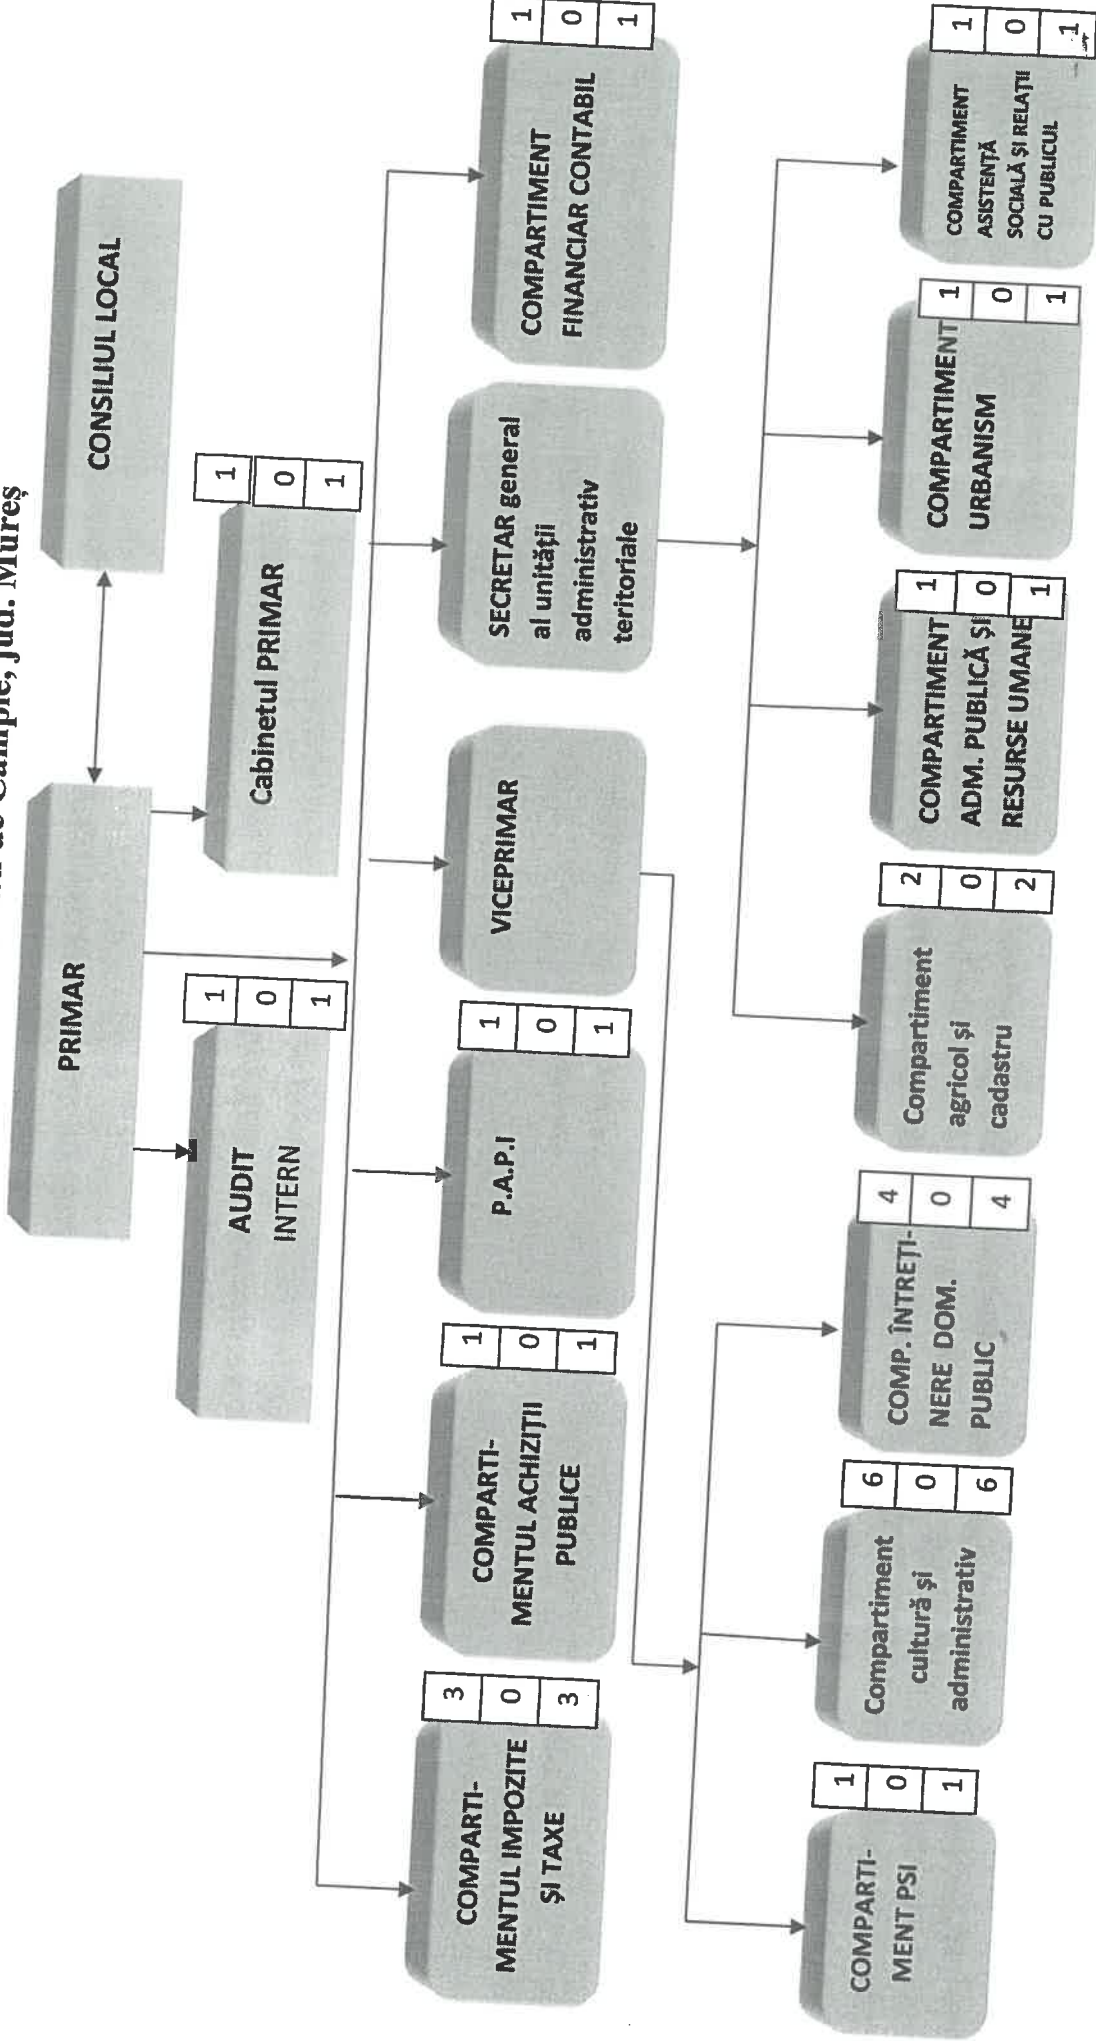 de Câmpie, jud. Mureș
PRIMAR
CONSILIUL LOCAL
AUDIT
INTERN
1
0
1
Cabinetul PRIMAR
1
0
1
COMPARTI-
MENTUL IMPOZITE
ȘI TAXE
3
0
3
COMPARTI-
MENTUL ACHIZIȚII
PUBLICE
1
0
1
P.A.P.I
1
0
1
VICEPRIMAR
SECRETAR general
al unității
administrativ
teritoriale
COMPARTIMENT
FINANCIAR CONTABIL
1
0
1
COMPARTI-
MENT PSI
1
0
1
Compartiment
cultură și
administrativ
6
0
6
COMP. ÎNTREȚI-
NERE DOM.
PUBLIC
4
0
4
Compartiment
agricol și
cadastru
2
0
2
COMPARTIMENT
ADM. PUBLICĂ ȘI
RESURSE UMANE
1
0
1
COMPARTIMENT
URBANISM
1
0
1
COMPARTIMENT
ASISTENȚĂ
SOCIALĂ ȘI RELAȚII
CU PUBLICUL
1
0
1